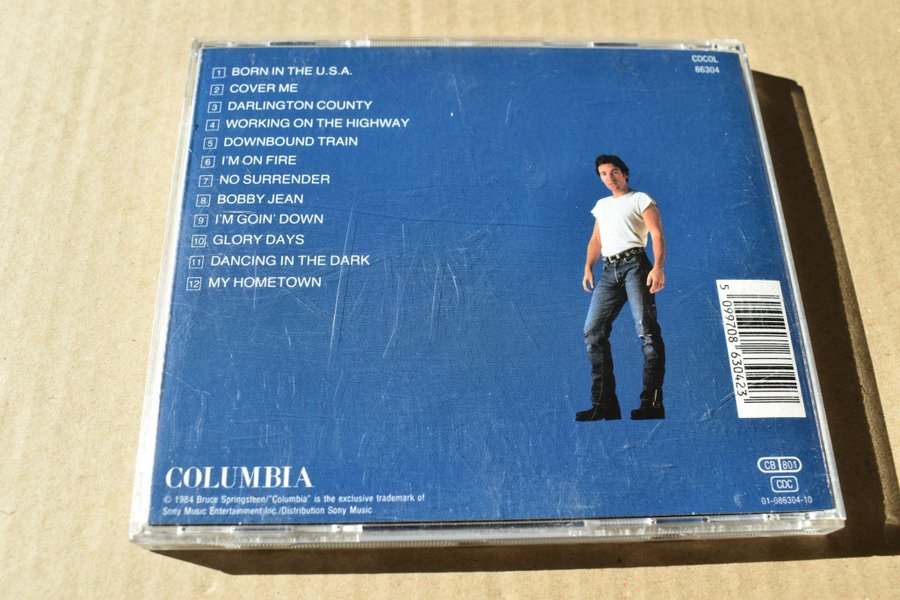 CDCOL
86304
1 BORN IN THE U.S.A.
2 COVER ME
3 DARLINGTON COUNTY
4 WORKING ON THE HIGHWAY
5 DOWNBOUND TRAIN
6 I'M ON FIRE
7 NO SURRENDER
8 BOBBY JEAN
9 I'M GOIN' DOWN
10 GLORY DAYS
11 DANCING IN THE DARK
12 MY HOMETOWN
5 099708 630423
COLUMBIA
© 1984 Bruce Springsteen/"Columbia" is the exclusive trademark of
Sony Music Entertainment Inc./Distribution Sony Music
CB 801
CDC
01-086304-10